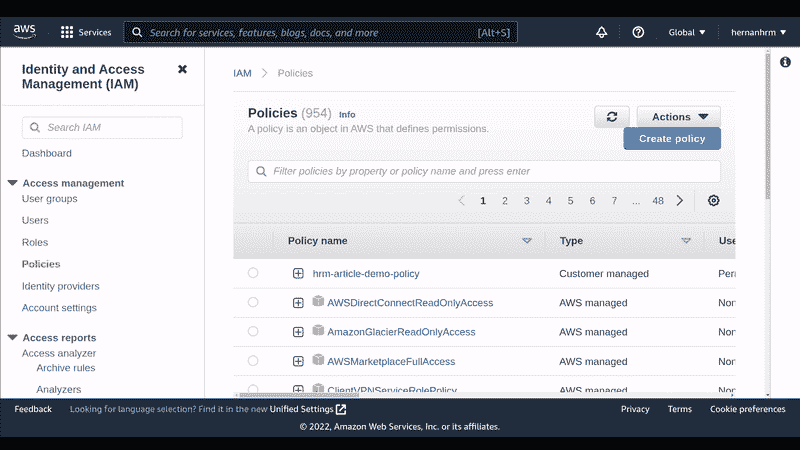 aws
Services
Search for services, features, blogs, docs, and more
[Alt+S]
Global
hernanhrm
Identity and Access
Management (IAM)
Search IAM
Dashboard
Access management
User groups
Users
Roles
Policies
Identity providers
Account settings
Access reports
Access analyzer
Archive rules
Analyzers
IAM
Policies
Policies (954) Info
A policy is an object in AWS that defines permissions.
Actions
Create policy
Filter policies by property or policy name and press enter
1 2 3 4 5 6 7 ... 48
Policy name Type Use
hrm-article-demo-policy Customer managed Per
AWSDirectConnectReadOnlyAccess AWS managed Non
AmazonGlacierReadOnlyAccess AWS managed Non
AWSMarketplaceFullAccess AWS managed Non
ClientVPNServiceRolePolicy AWS managed Non
Feedback
Looking for language selection? Find it in the new Unified Settings
Privacy
Terms
Cookie preferences
© 2022, Amazon Web Services, Inc. or its affiliates.